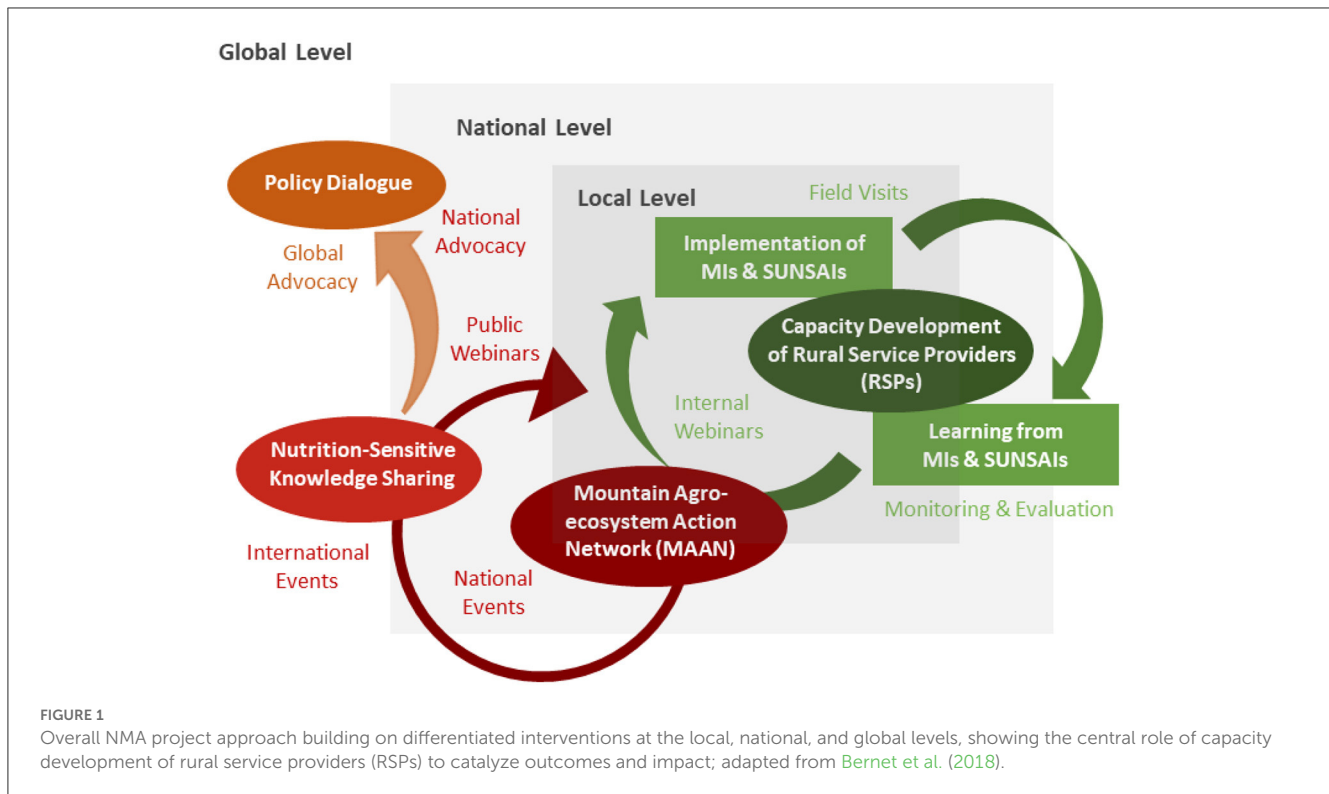 Global Level
National Level
Policy Dialogue
Local Level
Field Visits
National
Advocacy
Global
Advocacy
Implementation of
MIs & SUNSAIs
Public
Webinars
Capacity Development
of Rural Service Providers
(RSPs)
Internal
Webinars
Nutrition-Sensitive
Knowledge Sharing
Learning from
MIs & SUNSAIs
Mountain Agro-
ecosystem Action
Network (MAAN)
Monitoring & Evaluation
International
Events
National
Events
FIGURE 1
Overall NMA project approach building on differentiated interventions at the local, national, and global levels, showing the central role of capacity
development of rural service providers (RSPs) to catalyze outcomes and impact; adapted from Bernet et al. (2018).